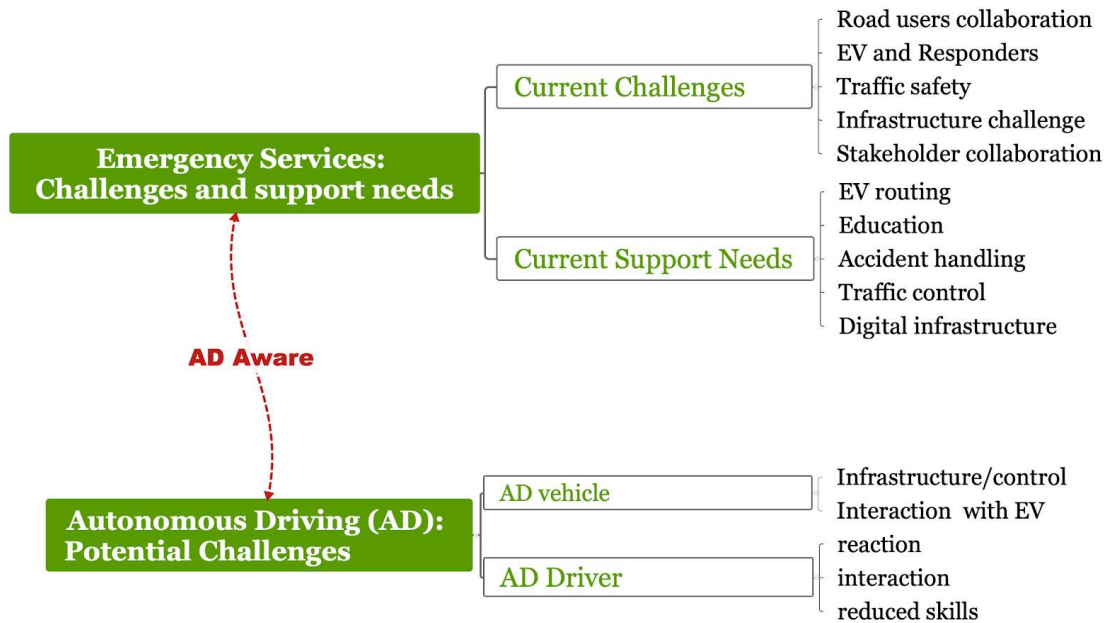 Emergency Services:
Challenges and support needs
Current Challenges
Road users collaboration
EV and Responders
Traffic safety
Infrastructure challenge
Stakeholder collaboration
Current Support Needs
EV routing
Education
Accident handling
Traffic control
Digital infrastructure
AD Aware
Autonomous Driving (AD):
Potential Challenges
AD vehicle
Infrastructure/control
Interaction with EV
AD Driver
reaction
interaction
reduced skills